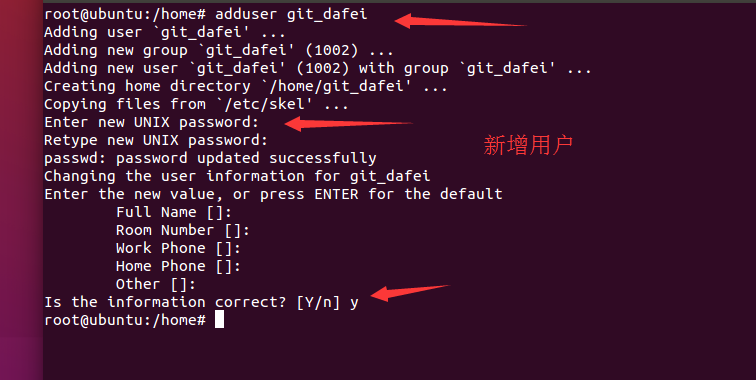 root@ubuntu:/home# adduser git_dafei
Adding user `git_dafei' ...
Adding new group `git_dafei' (1002) ...
Adding new user `git_dafei' (1002) with group `git_dafei' ...
Creating home directory `/home/git_dafei' ...
Copying files from `/etc/skel' ...
Enter new UNIX password:
Retype new UNIX password:
新增用户
passwd: password updated successfully
Changing the user information for git_dafei
Enter the new value, or press ENTER for the default
Full Name []:
Room Number []:
Work Phone []:
Home Phone []:
Other []:
Is the information correct? [Y/n] y
root@ubuntu:/home#